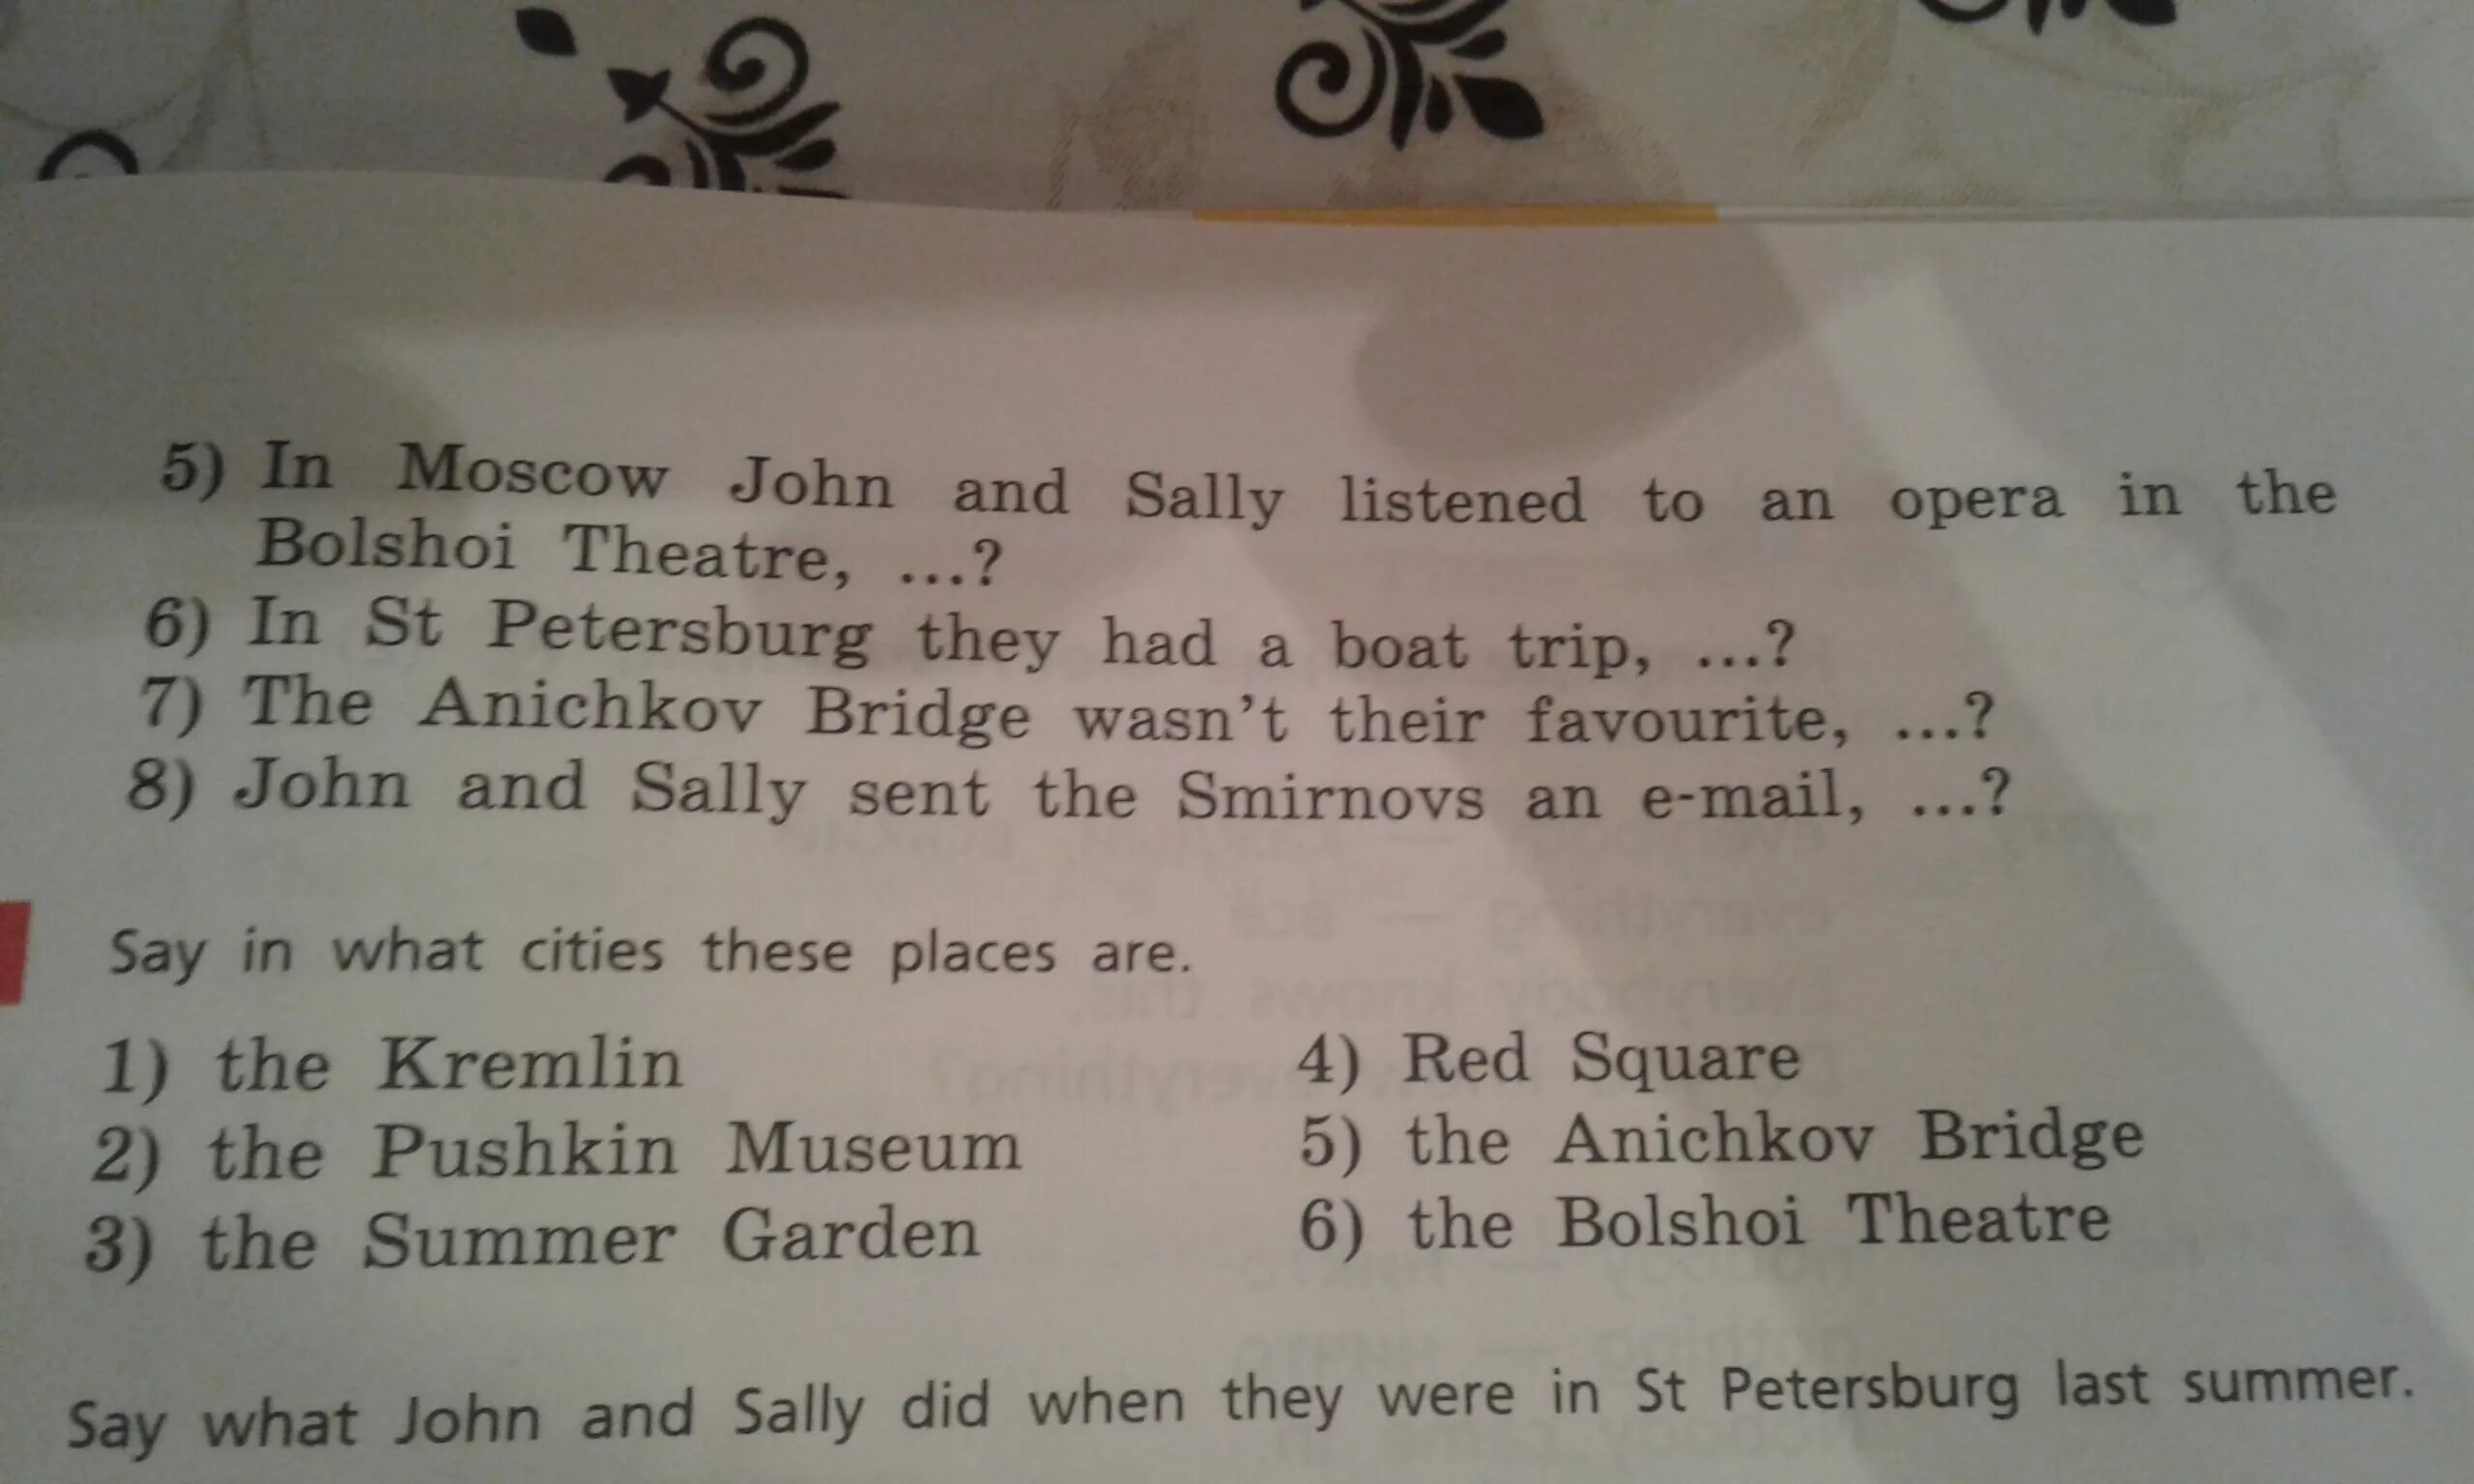 5) In Moscow John and Sally listened to an opera in the
Bolshoi Theatre, ...?
6) In St Petersburg they had a boat trip, ...?
7) The Anichkov Bridge wasn't their favourite, ...?
8) John and Sally sent the Smirnovs an e-mail, ...?
Say in what cities these places are.
1) the Kremlin
2) the Pushkin Museum
3) the Summer Garden
4) Red Square
5) the Anichkov Bridge
6) the Bolshoi Theatre
Say what John and Sally did when they were in St Petersburg last summer.